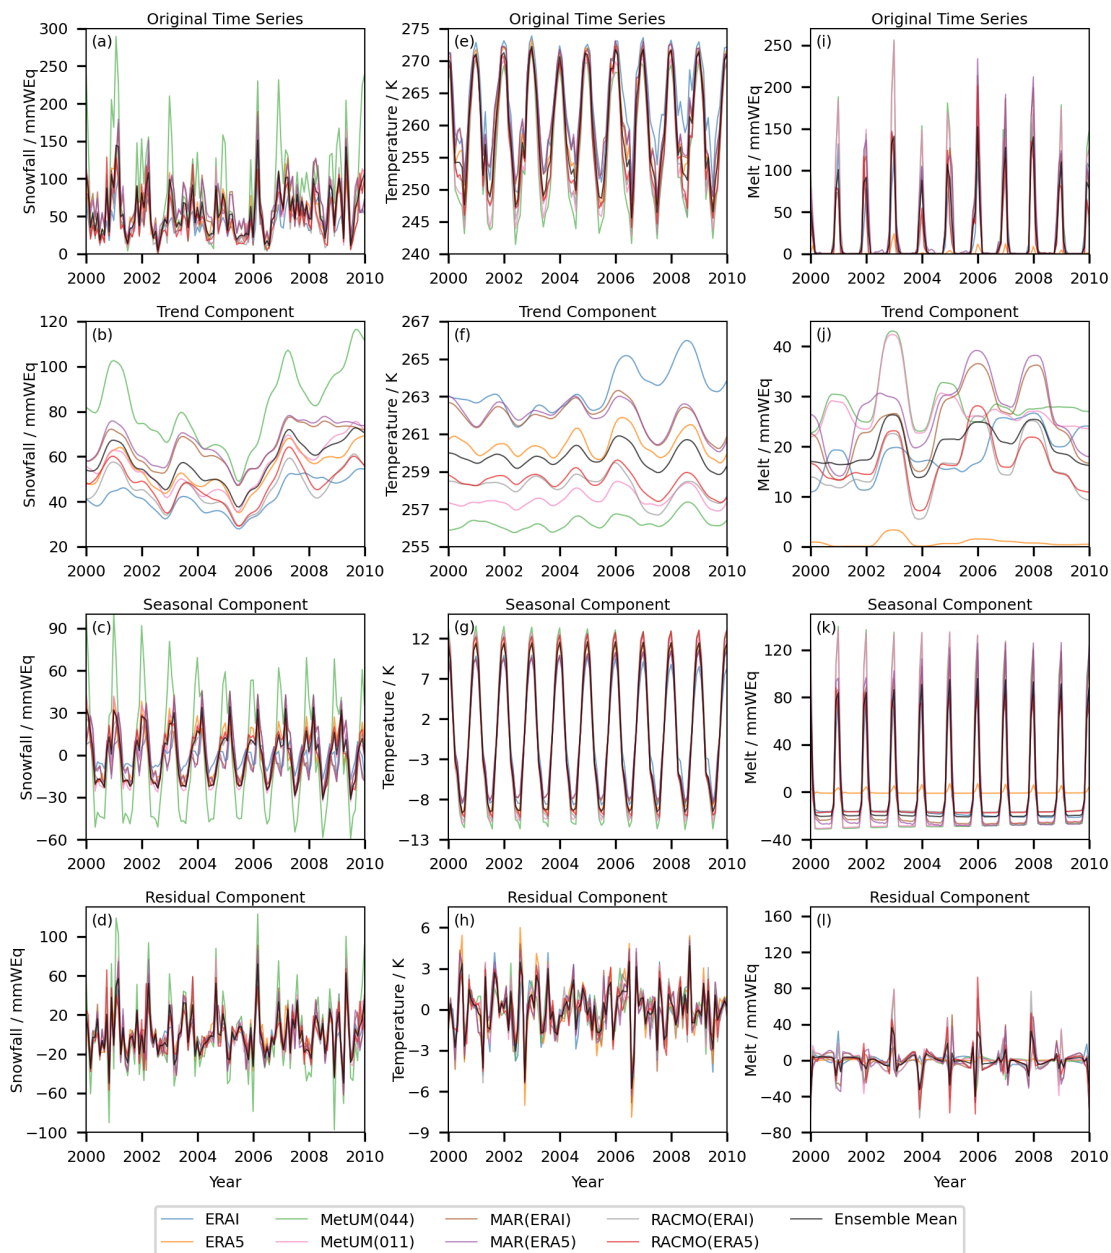 Original Time Series
(a)
Snowfall / mmWEq
300
250
200
150
100
50
0
2000 2002 2004 2006 2008 2010
Original Time Series
(e)
Temperature / K
275
270
265
260
255
250
245
240
2000 2002 2004 2006 2008 2010
Original Time Series
(i)
Melt / mmWEq
250
200
150
100
50
0
2000 2002 2004 2006 2008 2010
Trend Component
(b)
Snowfall / mmWEq
120
100
80
60
40
20
2000 2002 2004 2006 2008 2010
Trend Component
(f)
Temperature / K
267
265
263
261
259
257
255
2000 2002 2004 2006 2008 2010
Trend Component
(j)
Melt / mmWEq
40
30
20
10
0
2000 2002 2004 2006 2008 2010
Seasonal Component
(c)
Snowfall / mmWEq
90
60
30
0
−30
−60
2000 2002 2004 2006 2008 2010
Seasonal Component
(g)
Temperature / K
12
7
2
−3
−8
−13
2000 2002 2004 2006 2008 2010
Seasonal Component
(k)
Melt / mmWEq
120
80
40
0
−40
2000 2002 2004 2006 2008 2010
Residual Component
(d)
Snowfall / mmWEq
100
60
20
−20
−60
−100
2000 2002 2004 2006 2008 2010
Year
Residual Component
(h)
Temperature / K
6
3
0
−3
−6
−9
2000 2002 2004 2006 2008 2010
Year
Residual Component
(l)
Melt / mmWEq
160
120
80
40
0
−40
−80
2000 2002 2004 2006 2008 2010
Year
ERAI MetUM(044) MAR(ERAI) RACMO(ERAI) Ensemble Mean
ERA5 MetUM(011) MAR(ERA5) RACMO(ERA5)